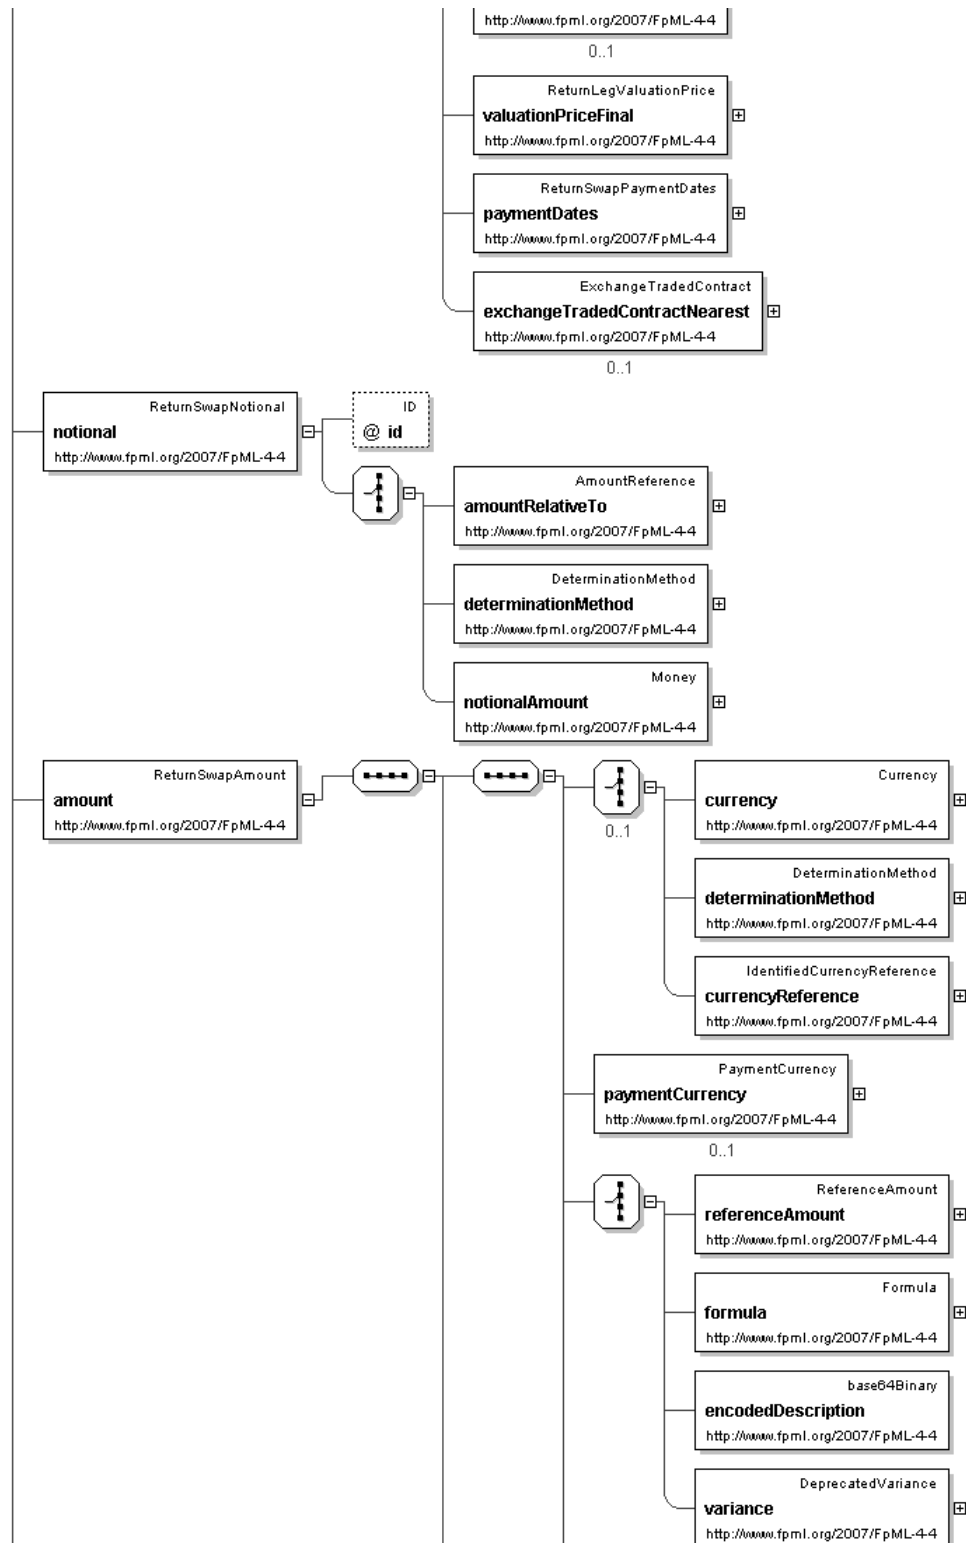 http://www.fpml.org/2007/FpML-4-4
0..1
ReturnLegValuationPrice
valuationPriceFinal
http://www.fpml.org/2007/FpML-4-4
ReturnSwapPaymentDates
paymentDates
http://www.fpml.org/2007/FpML-4-4
ExchangeTradedContract
exchangeTradedContractNearest
http://www.fpml.org/2007/FpML-4-4
0..1
ReturnSwapNotional
notional
http://www.fpml.org/2007/FpML-4-4
ID
@ id
AmountReference
amountRelativeTo
http://www.fpml.org/2007/FpML-4-4
DeterminationMethod
determinationMethod
http://www.fpml.org/2007/FpML-4-4
Money
notionalAmount
http://www.fpml.org/2007/FpML-4-4
ReturnSwapAmount
amount
http://www.fpml.org/2007/FpML-4-4
0..1
Currency
currency
http://www.fpml.org/2007/FpML-4-4
DeterminationMethod
determinationMethod
http://www.fpml.org/2007/FpML-4-4
IdentifiedCurrencyReference
currencyReference
http://www.fpml.org/2007/FpML-4-4
PaymentCurrency
paymentCurrency
http://www.fpml.org/2007/FpML-4-4
0..1
ReferenceAmount
referenceAmount
http://www.fpml.org/2007/FpML-4-4
Formula
formula
http://www.fpml.org/2007/FpML-4-4
base64Binary
encodedDescription
http://www.fpml.org/2007/FpML-4-4
DeprecatedVariance
variance
http://www.fpml.org/2007/FpML-4-4